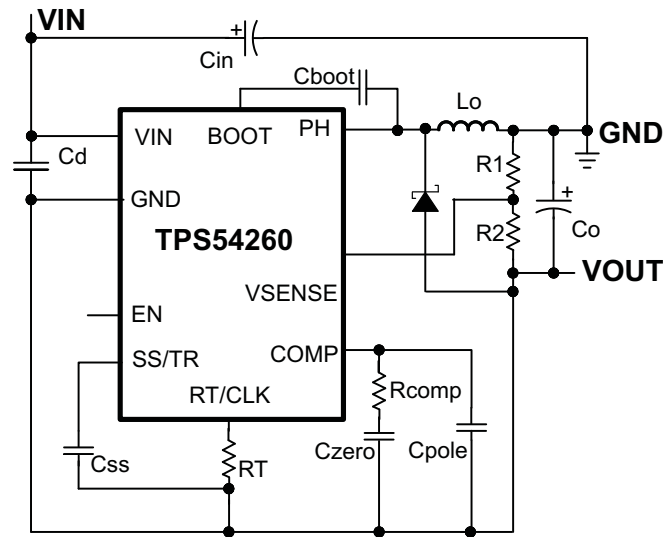 VIN
+
Cin
Cboot
Lo
VIN
BOOT
PH
GND
Cd
R1
GND
+
TPS54260
R2
Co
VSENSE
VOUT
EN
COMP
SS/TR
RT/CLK
Rcomp
Css
RT
Czero
Cpole